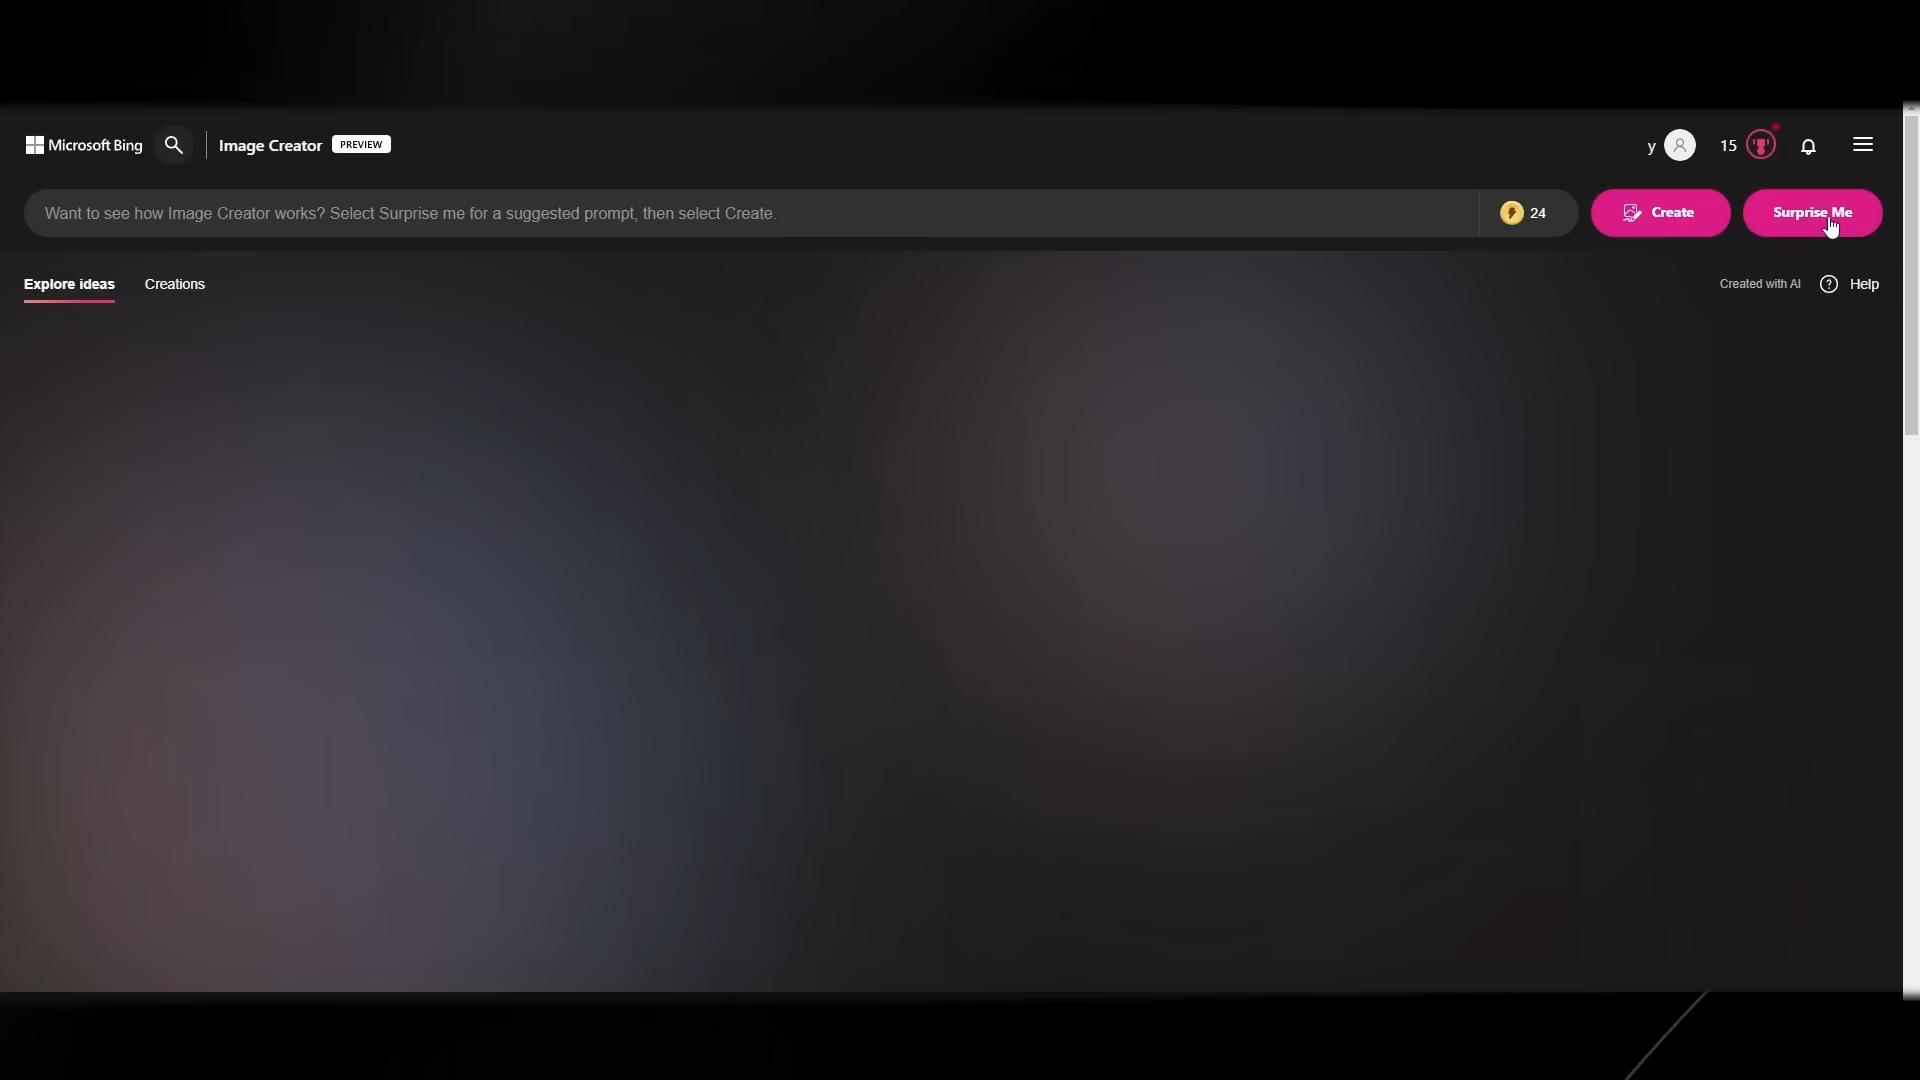 Microsoft Bing
Image Creator PREVIEW
y
15
Want to see how Image Creator works? Select Surprise me for a suggested prompt, then select Create.
24
Create
Surprise Me
Explore ideas
Creations
Created with AI
Help